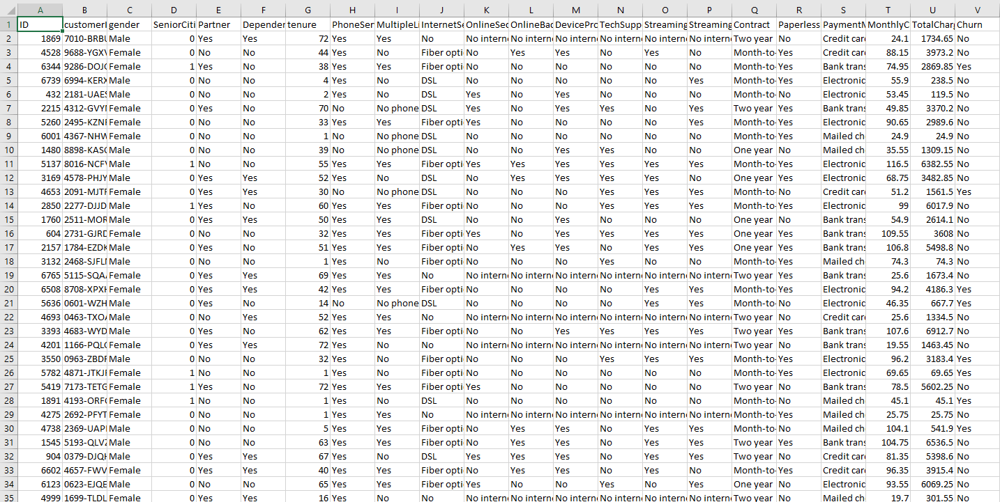 A B C D E F G H I J K L M N O P Q R S T U V
1 ID customerI gender SeniorCiti Partner Depender tenure PhoneSer MultipleLi InternetSe OnlineSec OnlineBac DevicePro TechSupp Streaming Streaming Contract Paperless PaymentM MonthlyC TotalCharg Churn
2 1869 7010-BRBU Male 0 Yes Yes 72 Yes Yes No No interne No interne No interne No interne No interne No interne Two year No Credit card 24.1 1734.65 No
3 4528 9688-YGXV Female 0 No No 44 Yes No Fiber opti No Yes Yes No Yes No Month-to- Yes Credit card 88.15 3973.2 No
4 6344 9286-DOJG Female 1 Yes No 38 Yes Yes Fiber opti No No No No No No Month-to- Yes Bank trans 74.95 2869.85 Yes
5 6739 6994-KERX Male 0 No No 4 Yes No DSL No No No No No Yes Month-to- Yes Electronic 55.9 238.5 No
6 432 2181-UAES Male 0 No No 2 Yes No DSL Yes No Yes No No No Month-to- No Electronic 53.45 119.5 No
7 2215 4312-GVYN Female 0 Yes No 70 No No phone DSL Yes No Yes Yes No Yes Two year Yes Bank trans 49.85 3370.2 No
8 5260 2495-KZNF Female 0 No No 33 Yes Yes Fiber opti Yes No No No No Yes Month-to- Yes Electronic 90.65 2989.6 No
9 6001 4367-NHW Female 0 No No 1 No No phone DSL No No No No No No Month-to- Yes Mailed ch 24.9 24.9 No
10 1480 8898-KASC Male 0 No No 39 No No phone DSL No No Yes Yes No No One year No Mailed ch 35.55 1309.15 No
11 5137 8016-NCFV Male 1 No No 55 Yes Yes Fiber opti Yes Yes Yes Yes Yes Yes Month-to- Yes Electronic 116.5 6382.55 No
12 3169 4578-PHJY Male 0 Yes Yes 52 Yes No DSL No Yes Yes Yes Yes No One year Yes Electronic 68.75 3482.85 No
13 4653 2091-MJTF Female 0 Yes Yes 30 No No phone DSL No No No Yes Yes Yes Month-to- No Credit card 51.2 1561.5 Yes
14 2850 2277-DJJD Male 1 Yes No 60 Yes Yes Fiber opti No No No Yes Yes Yes Month-to- Yes Electronic 99 6017.9 No
15 1760 2511-MOR Male 0 Yes Yes 50 Yes Yes DSL No No Yes No No No One year No Bank trans 54.9 2614.1 No
16 604 2731-GJRD Female 0 No No 32 Yes Yes Fiber opti Yes No Yes Yes Yes Yes One year Yes Bank trans 109.55 3608 No
17 2157 1784-EZDK Male 0 Yes No 51 Yes Yes Fiber opti No Yes Yes No Yes Yes One year Yes Bank trans 106.8 5498.8 No
18 3132 2468-SJFL Male 0 No No 1 Yes No Fiber opti No No No Yes No No Month-to- Yes Mailed ch 74.3 74.3 No
19 6765 5115-SQAA Female 0 Yes Yes 69 Yes Yes No No interne No interne No interne No interne No interne No interne Two year Yes Bank trans 25.6 1673.4 No
20 6508 8708-XPXH Female 0 Yes Yes 42 Yes Yes Fiber opti No No No No Yes Yes Month-to- Yes Electronic 94.2 4186.3 Yes
21 5636 0601-WZH Male 0 Yes No 14 No No phone DSL No No No No Yes Yes Month-to- No Electronic 46.35 667.7 Yes
22 4693 0463-TXOA Male 0 No Yes 52 Yes Yes No No interne No interne No interne No interne No interne No interne Two year No Credit card 25.6 1334.5 No
23 3393 4683-WYD Male 0 Yes No 62 Yes Yes Fiber opti No No Yes Yes Yes Yes Two year Yes Bank trans 107.6 6912.7 No
24 4201 1166-PQLG Female 0 Yes Yes 72 Yes No No No interne No interne No interne No interne No interne No interne Two year No Bank trans 19.55 1463.45 No
25 3550 0963-ZBDR Male 0 No No 32 Yes No Fiber opti No No No Yes Yes Yes Month-to- Yes Electronic 96.2 3183.4 Yes
26 5782 4871-JTKJF Female 1 No No 1 Yes No Fiber opti No No No No No No Month-to- Yes Electronic 69.65 69.65 Yes
27 5419 7173-TETG Female 1 Yes No 72 Yes Yes Fiber opti Yes No No No No No Two year No Bank trans 78.5 5602.25 No
28 1891 4193-ORFC Female 1 No No 1 Yes No DSL No No No No No No Month-to- No Mailed ch 45.1 45.1 Yes
29 4275 2692-PFYT Female 0 No No 1 Yes Yes No No interne No interne No interne No interne No interne No interne Month-to- Yes Mailed ch 25.75 25.75 No
30 4738 2369-UAPI Male 0 No No 5 Yes Yes Fiber opti No Yes Yes No Yes Yes Month-to- No Mailed ch 104.1 541.9 Yes
31 1545 5193-QLVZ Male 0 No No 63 Yes Yes Fiber opti No Yes Yes No Yes Yes Two year Yes Bank trans 104.75 6536.5 No
32 904 0379-DJQH Male 0 Yes Yes 67 Yes No DSL Yes Yes Yes No Yes Yes Two year No Credit card 81.35 5398.6 No
33 6602 4657-FWV Female 0 Yes Yes 40 Yes Yes Fiber opti No Yes Yes No Yes No Month-to- Yes Credit card 96.35 3915.4 No
34 6123 0623-EJQE Male 0 No No 65 Yes Yes Fiber opti Yes No No Yes No Yes One year No Electronic 93.55 6069.25 No
35 4999 1699-TLDL Female 0 Yes Yes 16 Yes No No No interne No interne No interne No interne No interne No interne Two year No Bank trans 19.7 301.55 No